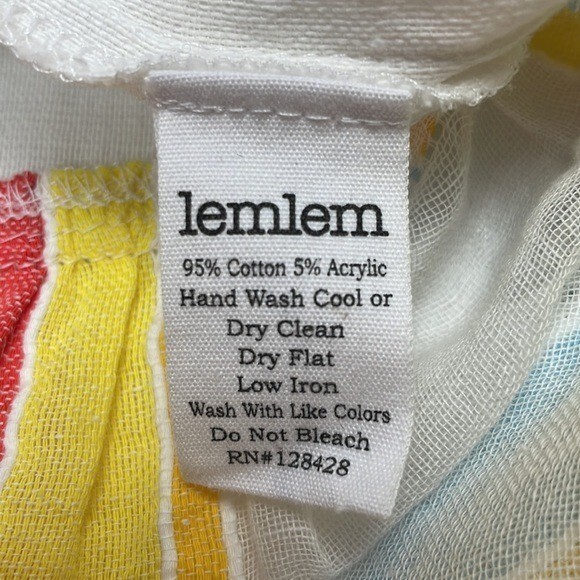 lemlem
95% Cotton 5% Acrylic
Hand Wash Cool or
Dry Clean
Dry Flat
Low Iron
Wash With Like Colors
Do Not Bleach
RN#128428